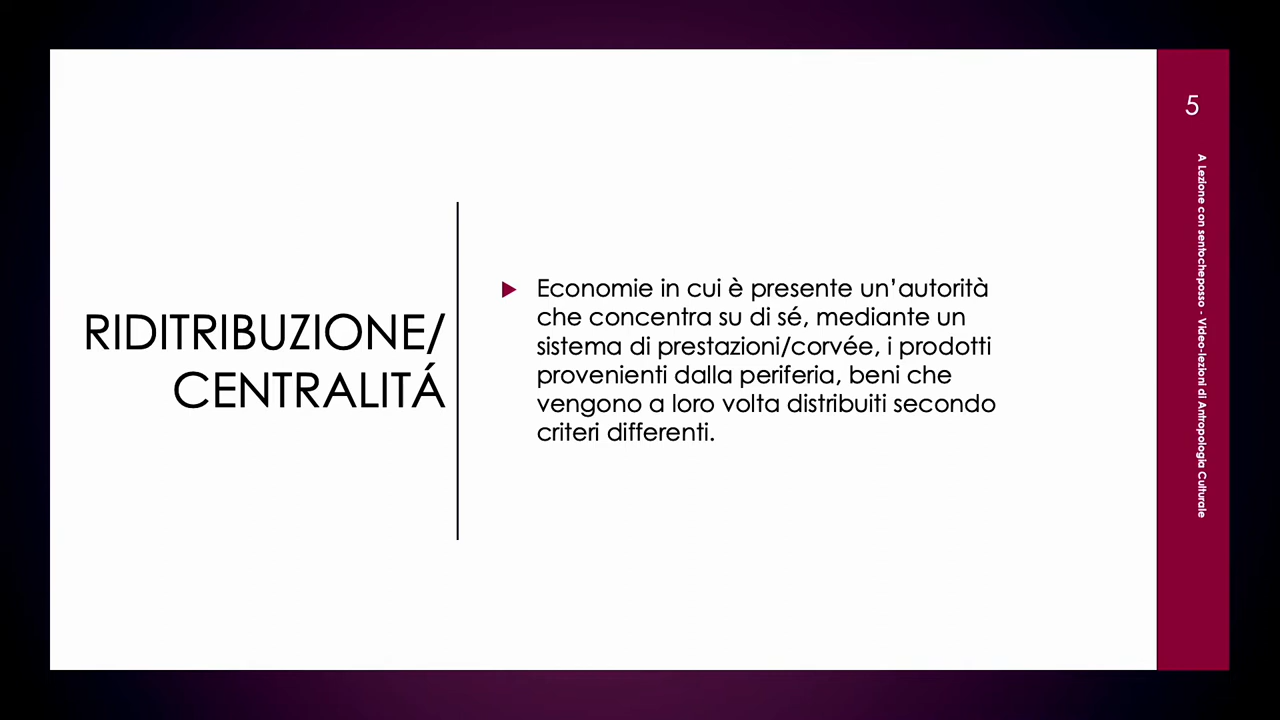 RIDITRIBUZIONE/
CENTRALITÁ
Economie in cui è presente un’autorità
che concentra su di sé, mediante un
sistema di prestazioni/corvée, i prodotti
provenienti dalla periferia, beni che
vengono a loro volta distribuiti secondo
criteri differenti.
5
A Lezione con sentocheposso - Video-lezioni di Antropologia Culturale